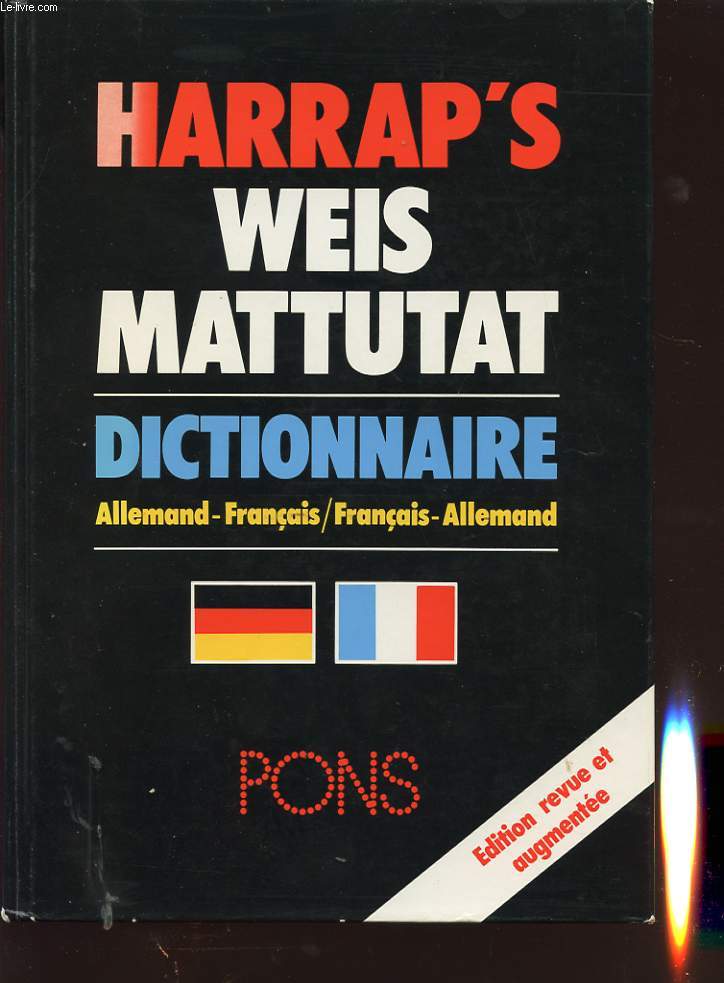 Le-livre.com
HARRAP'S
WEIS
MATTUTAT
DICTIONNAIRE
Allemand-Français/Français-Allemand
PONS
Edition revue et
augmentée